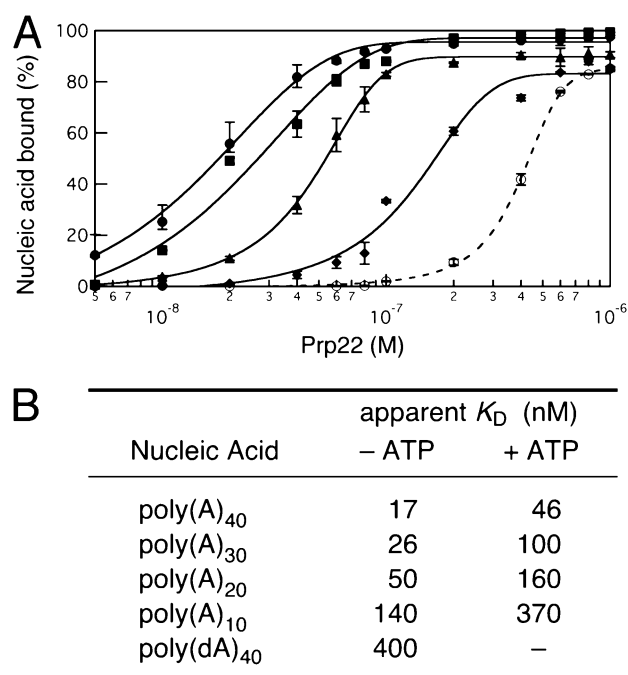 A
Nucleic acid bound (%)
100
80
60
40
20
0
5 6 7 2 3 4 5 6 7 2 3 4 5 6 7
10⁻⁸ 10⁻⁷ 10⁻⁶
Prp22 (M)
B
apparent K_D (nM)
Nucleic Acid – ATP + ATP
poly(A)₄₀ 17 46
poly(A)₃₀ 26 100
poly(A)₂₀ 50 160
poly(A)₁₀ 140 370
poly(dA)₄₀ 400 –